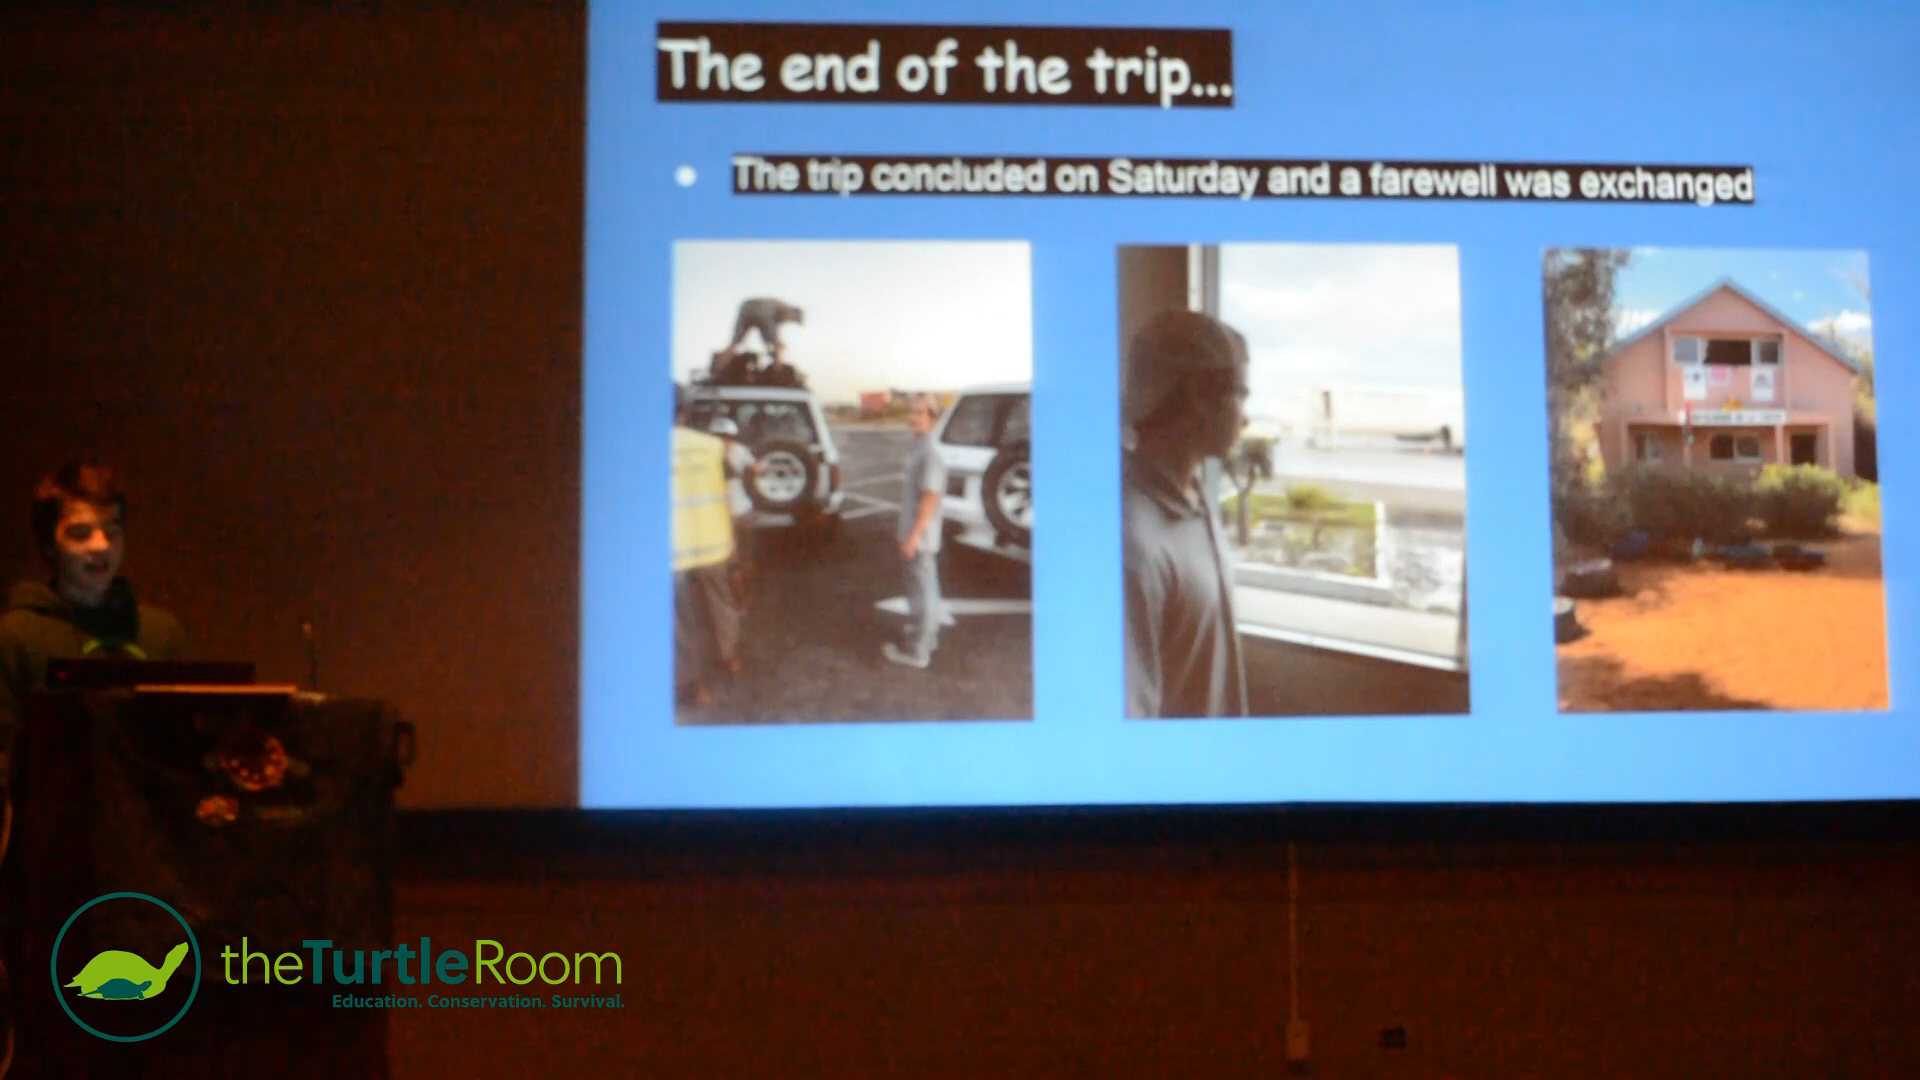 The end of the trip...
• The trip concluded on Saturday and a farewell was exchanged
theTurtleRoom
Education. Conservation. Survival.